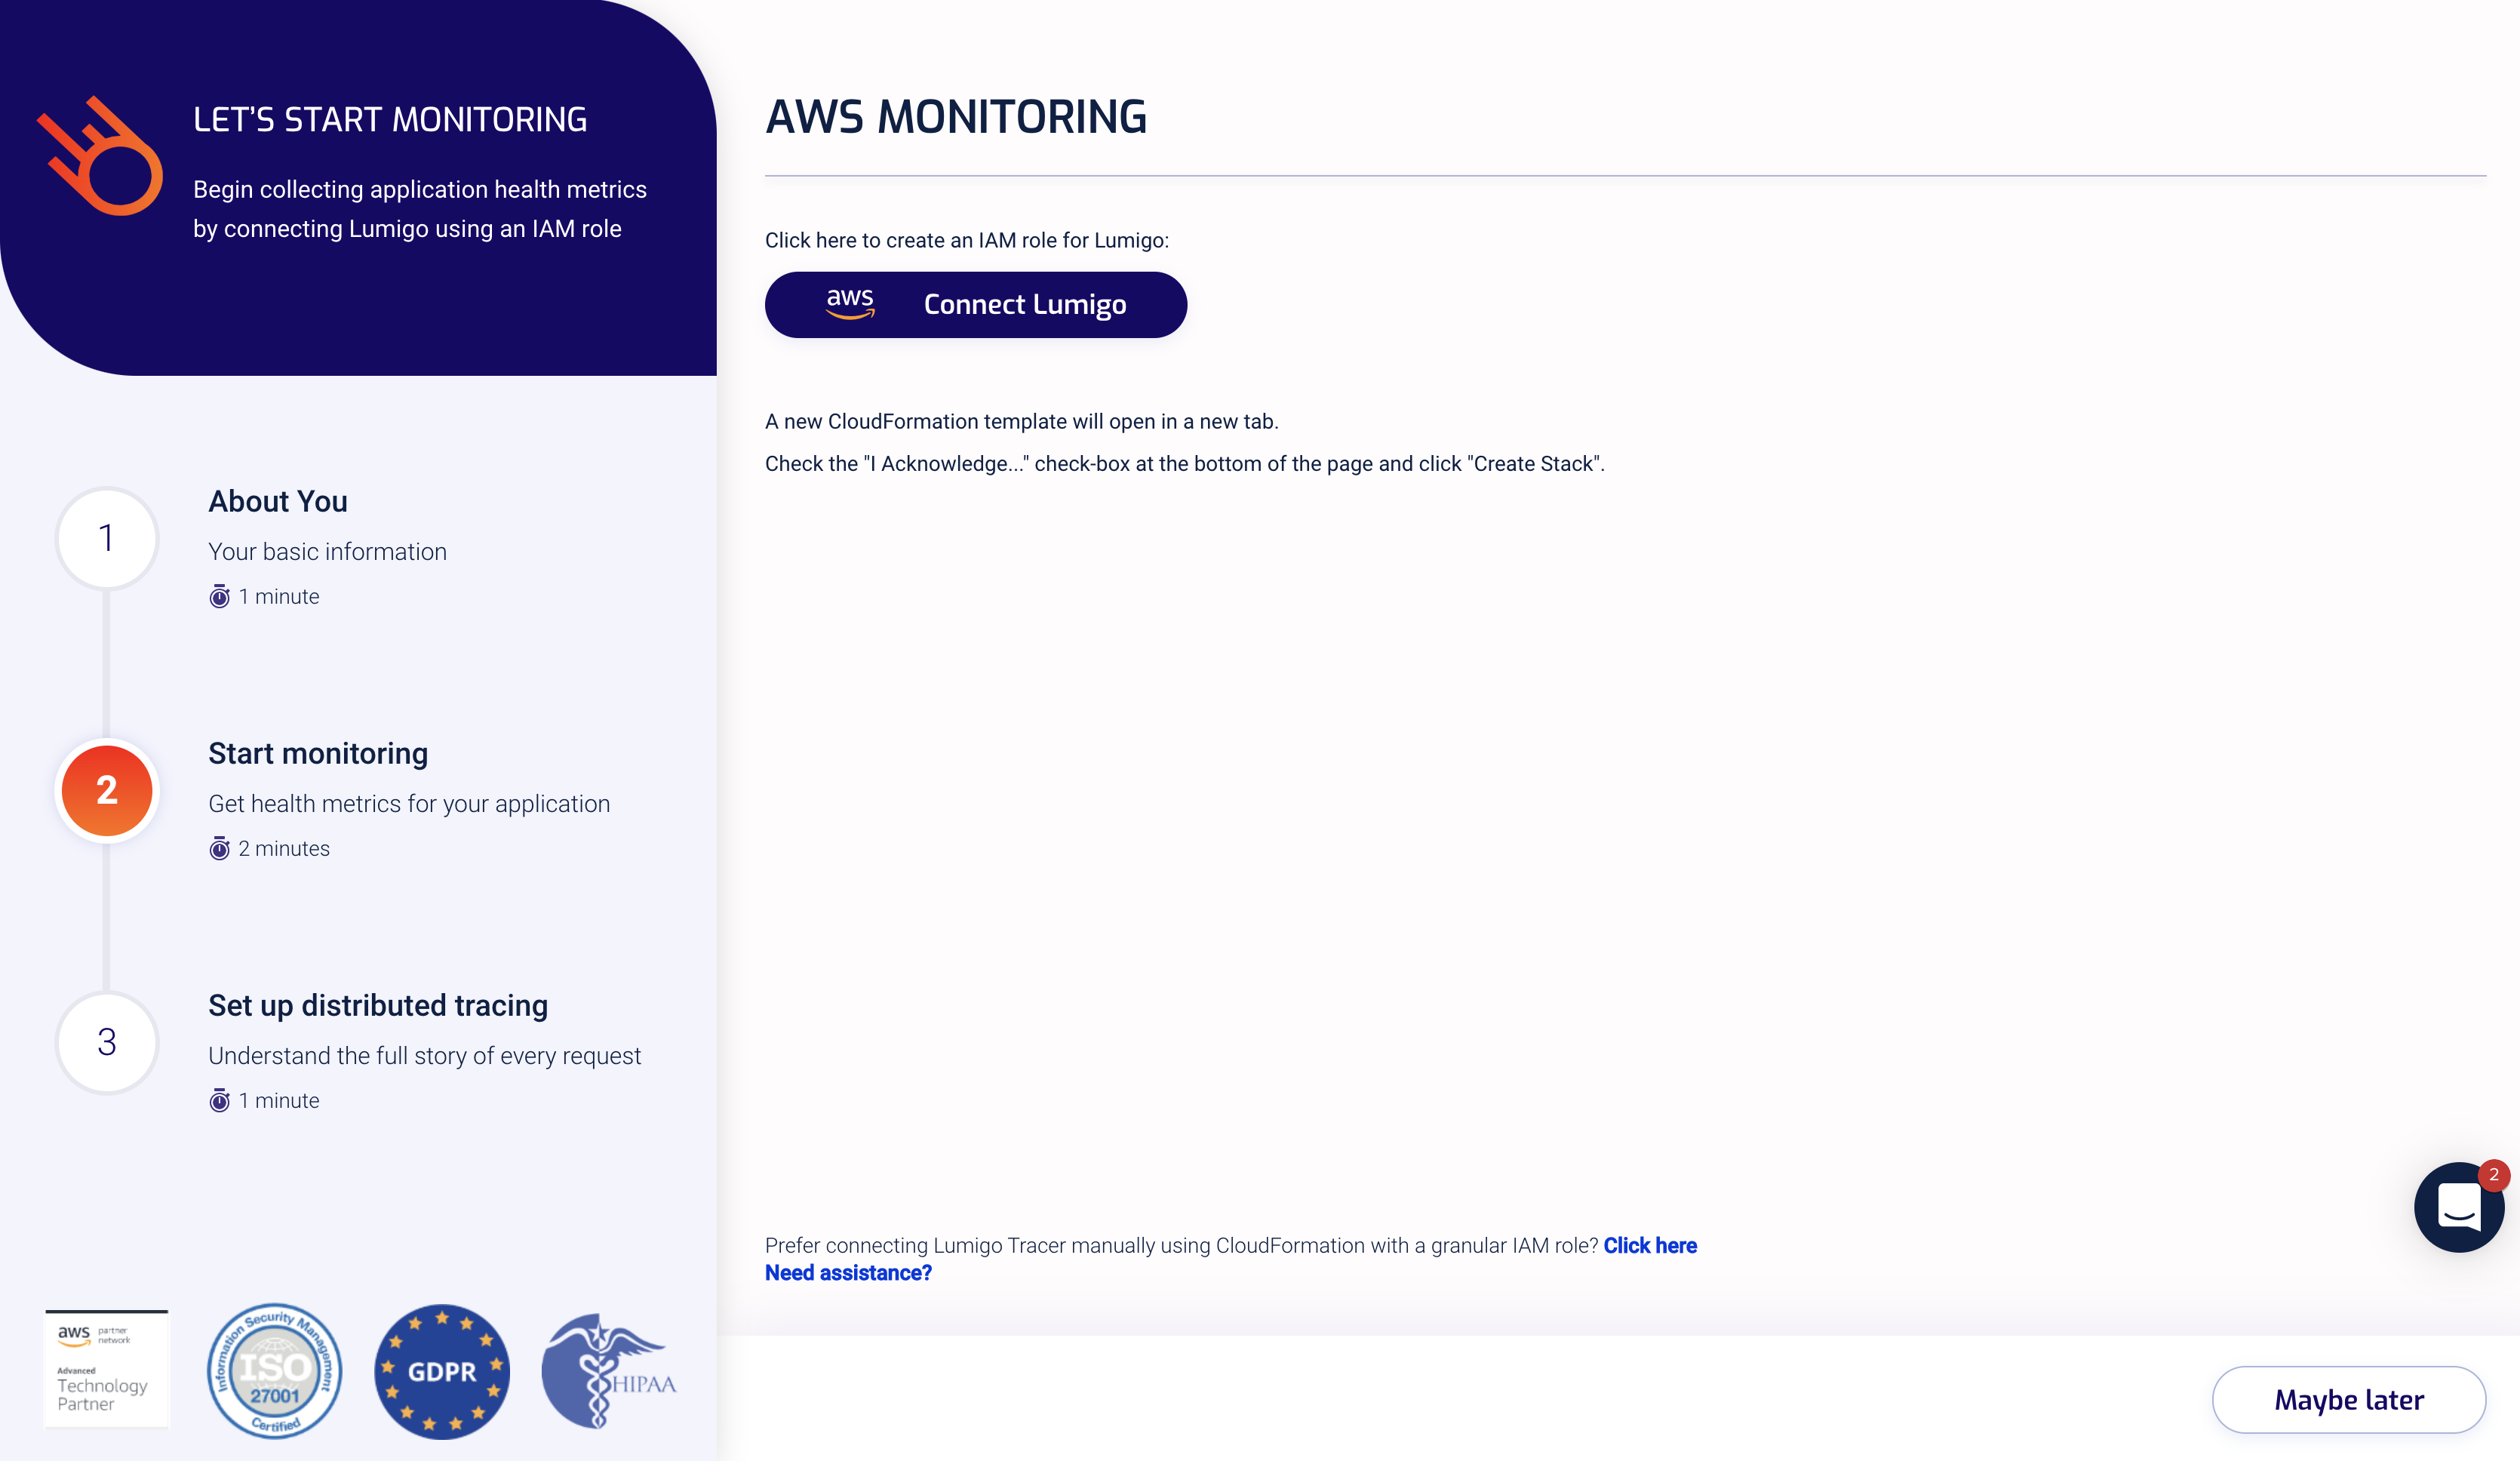 LET'S START MONITORING
Begin collecting application health metrics
by connecting Lumigo using an IAM role
1
About You
Your basic information
1 minute
2
Start monitoring
Get health metrics for your application
2 minutes
3
Set up distributed tracing
Understand the full story of every request
1 minute
aws partner
network
Advanced
Technology
Partner
Information Security Management
ISO
27001
Certified
GDPR
HIPAA
AWS MONITORING
Click here to create an IAM role for Lumigo:
aws Connect Lumigo
A new CloudFormation template will open in a new tab.
Check the "I Acknowledge..." check-box at the bottom of the page and click "Create Stack".
2
Prefer connecting Lumigo Tracer manually using CloudFormation with a granular IAM role? Click here
Need assistance?
Maybe later